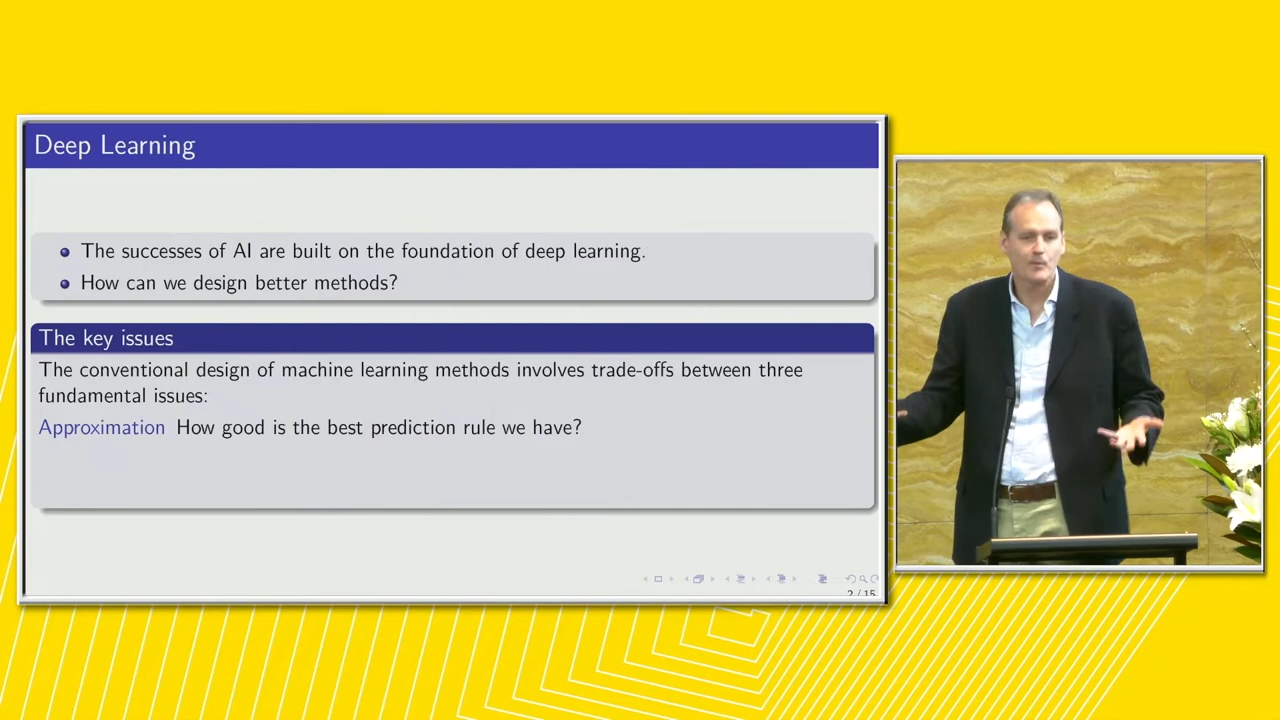 Deep Learning
The successes of AI are built on the foundation of deep learning.
How can we design better methods?
The key issues
The conventional design of machine learning methods involves trade-offs between three
fundamental issues:
Approximation How good is the best prediction rule we have?
2 / 15